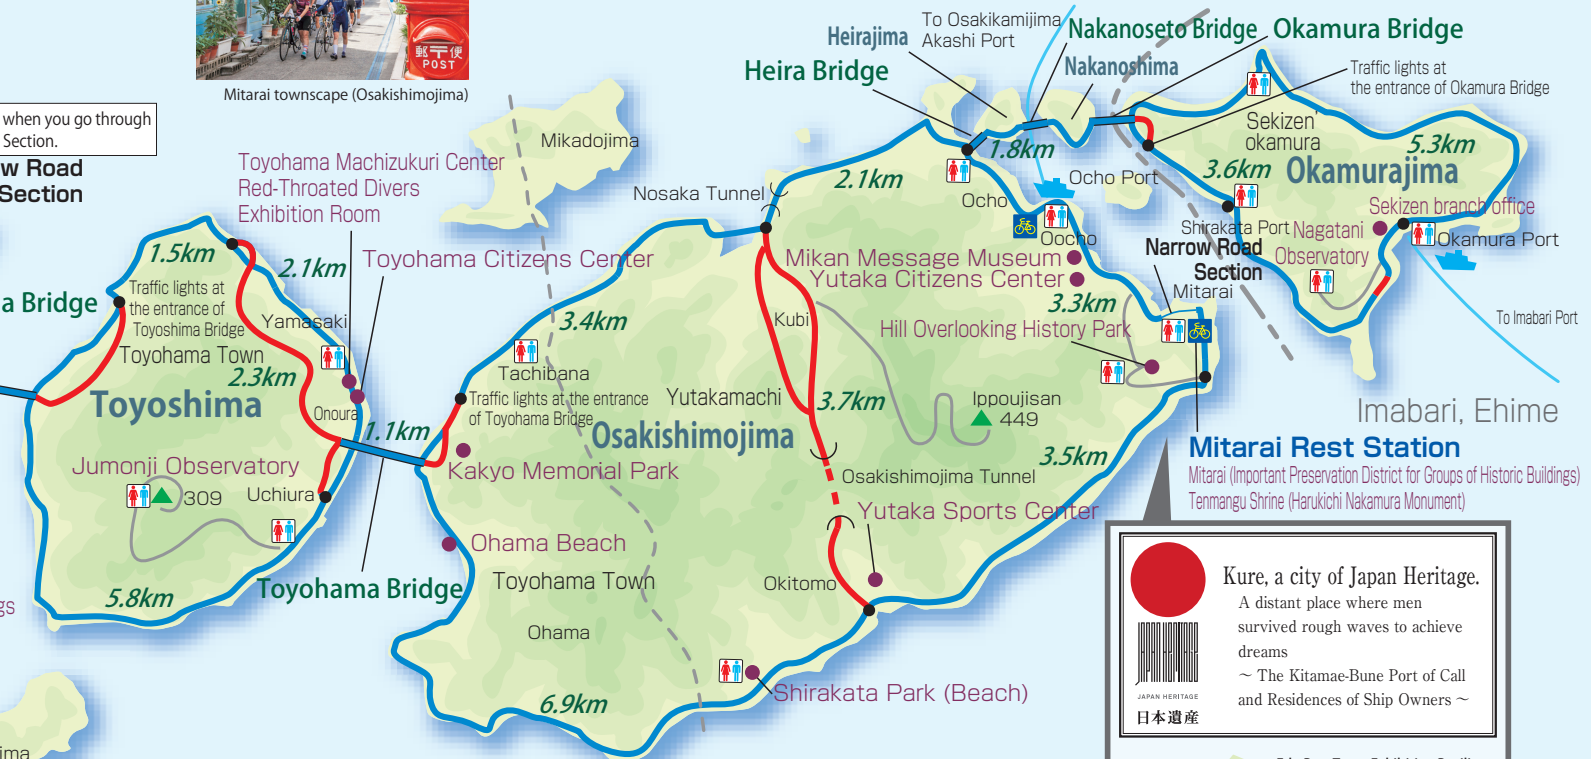 郵〒便
POST
Mitarai townscape (Osakishimojima)
when you go through
Section.
w Road
Section
To Osakikamijima
Akashi Port
Heirajima
Nakanoseto Bridge
Okamura Bridge
Heira Bridge
Nakanoshima
Traffic lights at
the entrance of Okamura Bridge
Mikadojima
Sekizen
okamura
5.3km
1.8km
3.6km
Okamurajima
Toyohama Machizukuri Center
Red-Throated Divers
Exhibition Room
Nosaka Tunnel
2.1km
Ocho Port
Ocho
Oocho
Sekizen branch office
Shirakata Port
Nagatani
Observatory
Okamura Port
Narrow Road
Section
Mitarai
1.5km
2.1km
Toyohama Citizens Center
Mikan Message Museum
Yutaka Citizens Center
3.3km
a Bridge
Traffic lights at
the entrance of
Toyoshima Bridge
Yamasaki
3.4km
Kubi
Hill Overlooking History Park
To Imabari Port
Toyohama Town
2.3km
Toyoshima
Onoura
Tachibana
Traffic lights at the entrance
of Toyohama Bridge
Yutakamachi
3.7km
Ippoujisan
449
Imabari, Ehime
1.1km
Osakishimojima
3.5km
Mitarai Rest Station
Mitarai (Important Preservation District for Groups of Historic Buildings)
Tenmangu Shrine (Harukichi Nakamura Monument)
Jumonji Observatory
309
Uchiura
Kakyo Memorial Park
Osakishimojima Tunnel
Yutaka Sports Center
Ohama Beach
Toyohama Town
Okitomo
Toyohama Bridge
5.8km
gs
Ohama
Shirakata Park (Beach)
6.9km
Kure, a city of Japan Heritage.
A distant place where men
survived rough waves to achieve
dreams
~ The Kitamae-Bune Port of Call
and Residences of Ship Owners ~
JAPAN HERITAGE
日本遺産
ima